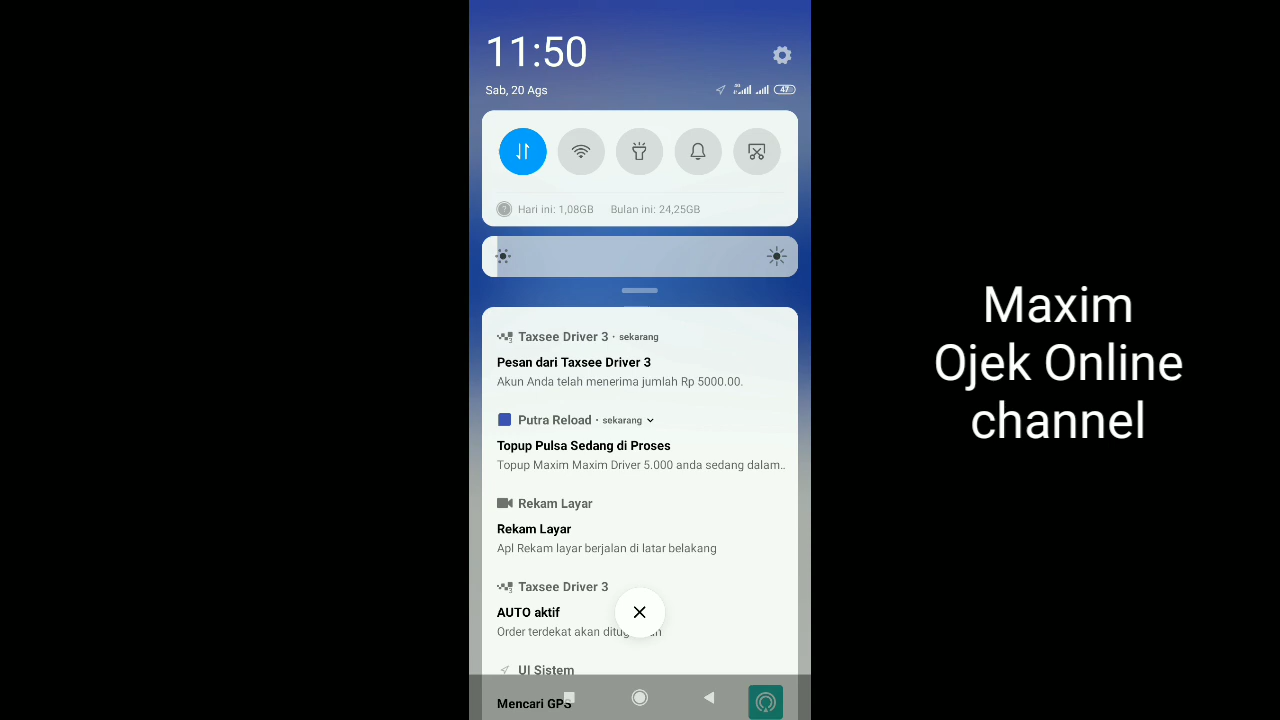 11:50
Sab, 20 Ags
47
Hari ini: 1,08GB Bulan ini: 24,25GB
Taxsee Driver 3 · sekarang
Pesan dari Taxsee Driver 3
Akun Anda telah menerima jumlah Rp 5000.00.
Putra Reload · sekarang
Topup Pulsa Sedang di Proses
Topup Maxim Maxim Driver 5.000 anda sedang dalam..
Rekam Layar
Rekam Layar
Apl Rekam layar berjalan di latar belakang
Taxsee Driver 3
AUTO aktif
Order terdekat akan
UI Sistem
Mencari GPS
Maxim
Ojek Online
channel